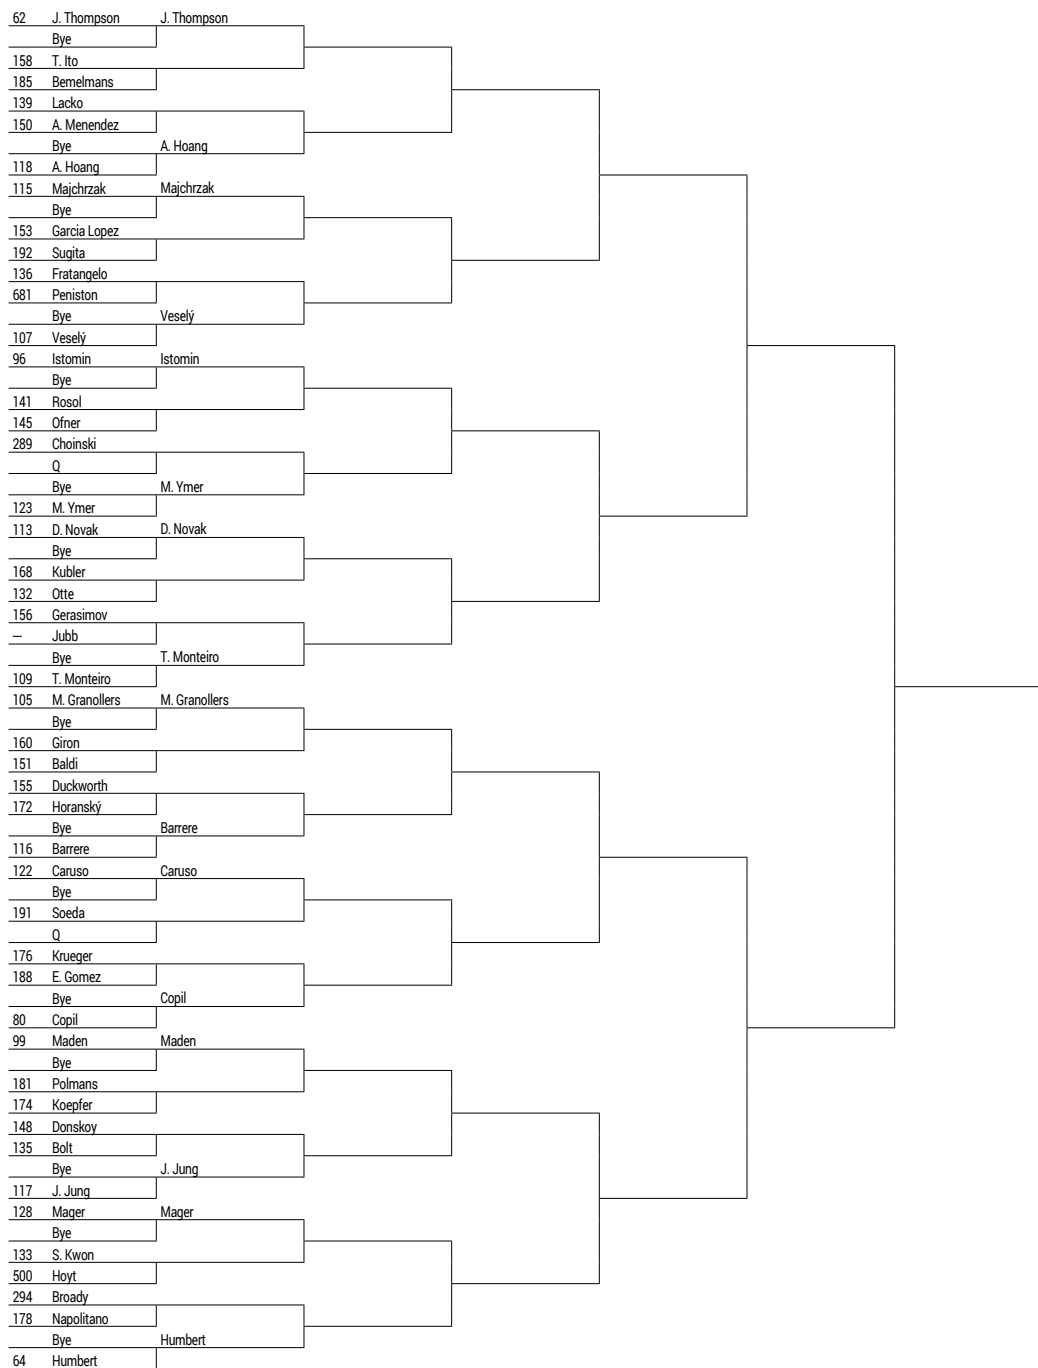 62 J. Thompson J. Thompson
Bye
158 T. Ito
185 Bemelmans
139 Lacko
150 A. Menendez
Bye A. Hoang
118 A. Hoang
115 Majchrzak Majchrzak
Bye
153 Garcia Lopez
192 Sugita
136 Fratangelo
681 Peniston
Bye Veselý
107 Veselý
96 Istomin Istomin
Bye
141 Rosol
145 Ofner
289 Choinski
Q
Bye M. Ymer
123 M. Ymer
113 D. Novak D. Novak
Bye
168 Kubler
132 Otte
156 Gerasimov
— Jubb
Bye T. Monteiro
109 T. Monteiro
105 M. Granollers M. Granollers
Bye
160 Giron
151 Baldi
155 Duckworth
172 Horanský
Bye Barrere
116 Barrere
122 Caruso Caruso
Bye
191 Soeda
Q
176 Krueger
188 E. Gomez
Bye Copil
80 Copil
99 Maden Maden
Bye
181 Polmans
174 Koepfer
148 Donskoy
135 Bolt
Bye J. Jung
117 J. Jung
128 Mager Mager
Bye
133 S. Kwon
500 Hoyt
294 Broady
178 Napolitano
Bye Humbert
64 Humbert